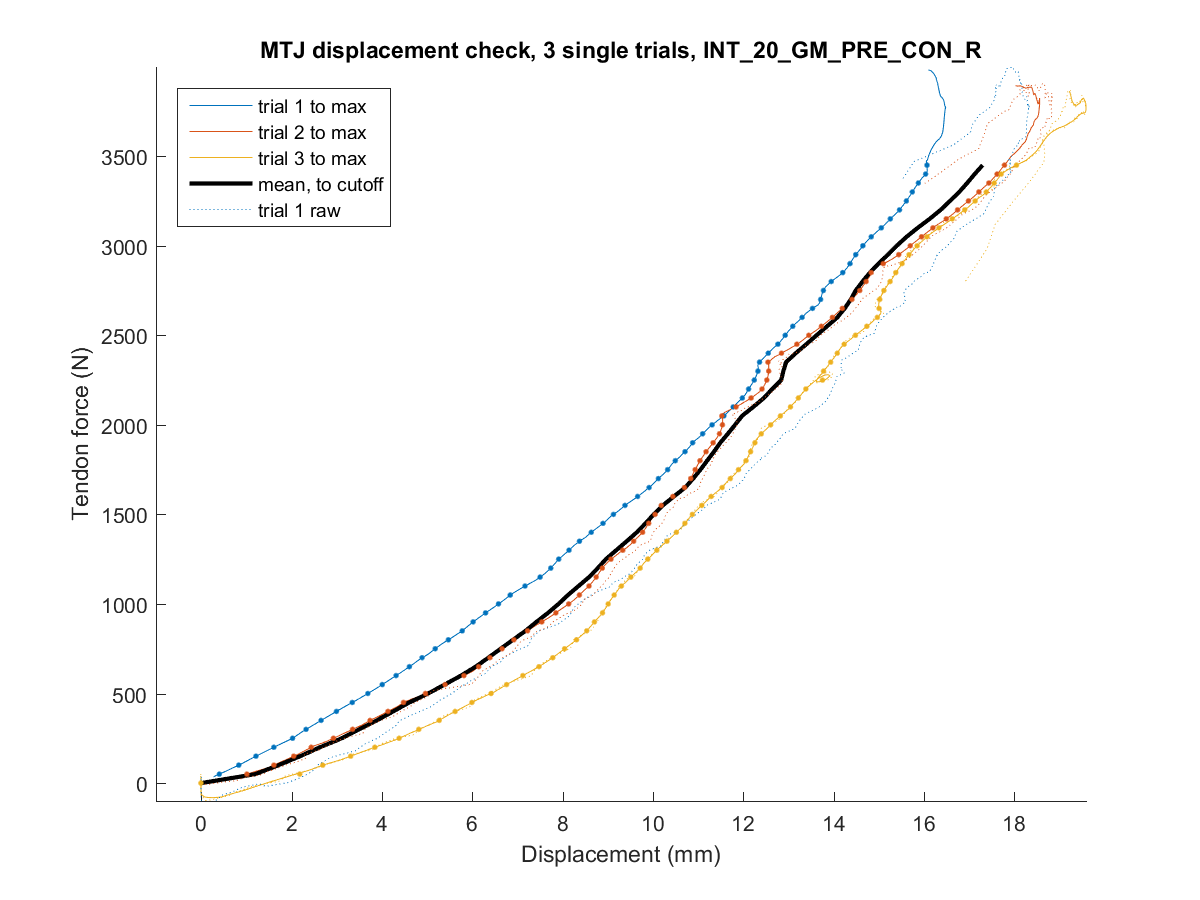 MTJ displacement check, 3 single trials, INT_20_GM_PRE_CON_R
trial 1 to max
trial 2 to max
trial 3 to max
mean, to cutoff
trial 1 raw
Tendon force (N)
3500
3000
2500
2000
1500
1000
500
0
0 2 4 6 8 10 12 14 16 18
Displacement (mm)